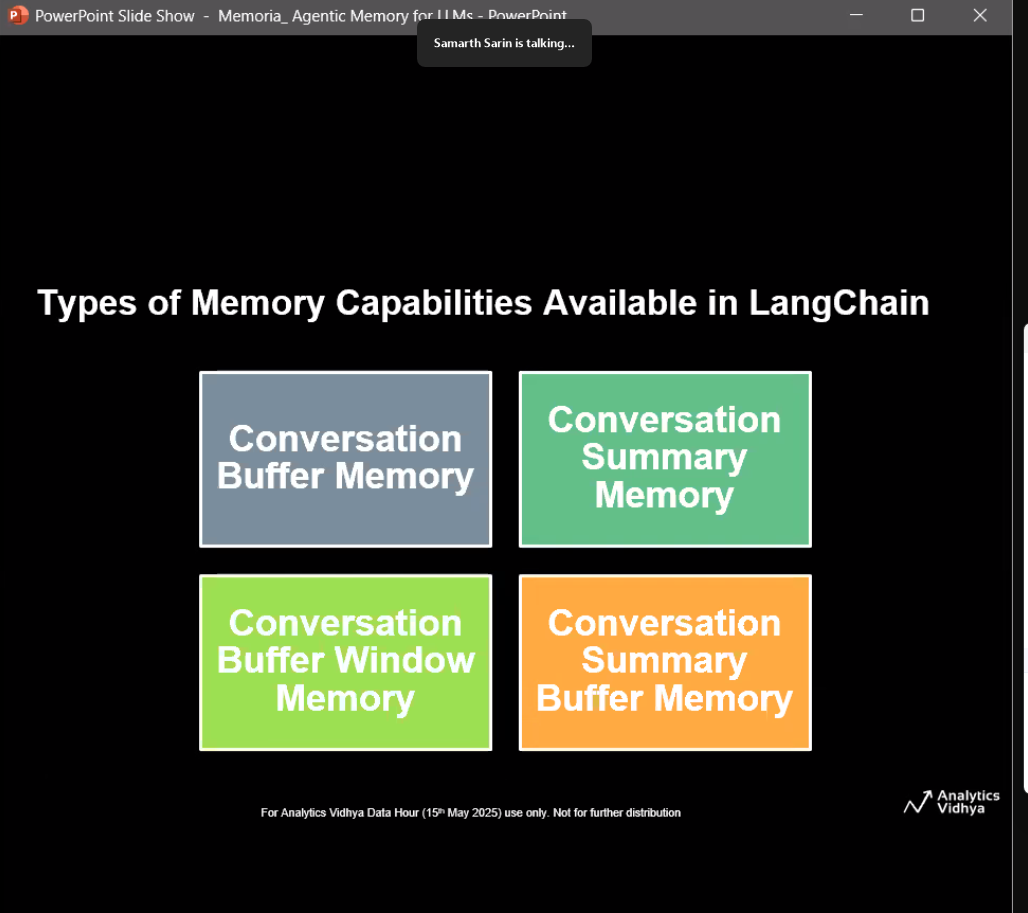 PowerPoint Slide Show - Memoria_ Agentic Memory for LLMs - PowerPoint
Samarth Sarin is talking...
Types of Memory Capabilities Available in LangChain
Conversation
Buffer Memory
Conversation
Summary
Memory
Conversation
Buffer Window
Memory
Conversation
Summary
Buffer Memory
For Analytics Vidhya Data Hour (15th May 2025) use only. Not for further distribution
Analytics
Vidhya